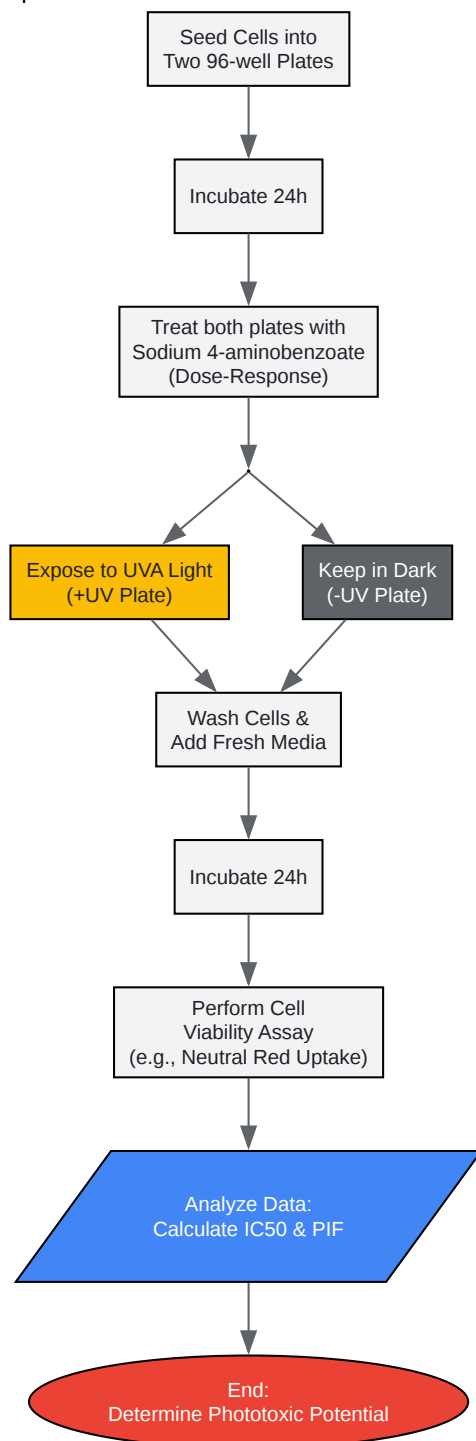 Seed Cells into
Two 96-well Plates
Incubate 24h
Treat both plates with
Sodium 4-aminobenzoate
(Dose-Response)
Expose to UVA Light
(+UV Plate)
Keep in Dark
(-UV Plate)
Wash Cells &
Add Fresh Media
Incubate 24h
Perform Cell
Viability Assay
(e.g., Neutral Red Uptake)
Analyze Data:
Calculate IC50 & PIF
End:
Determine Phototoxic Potential